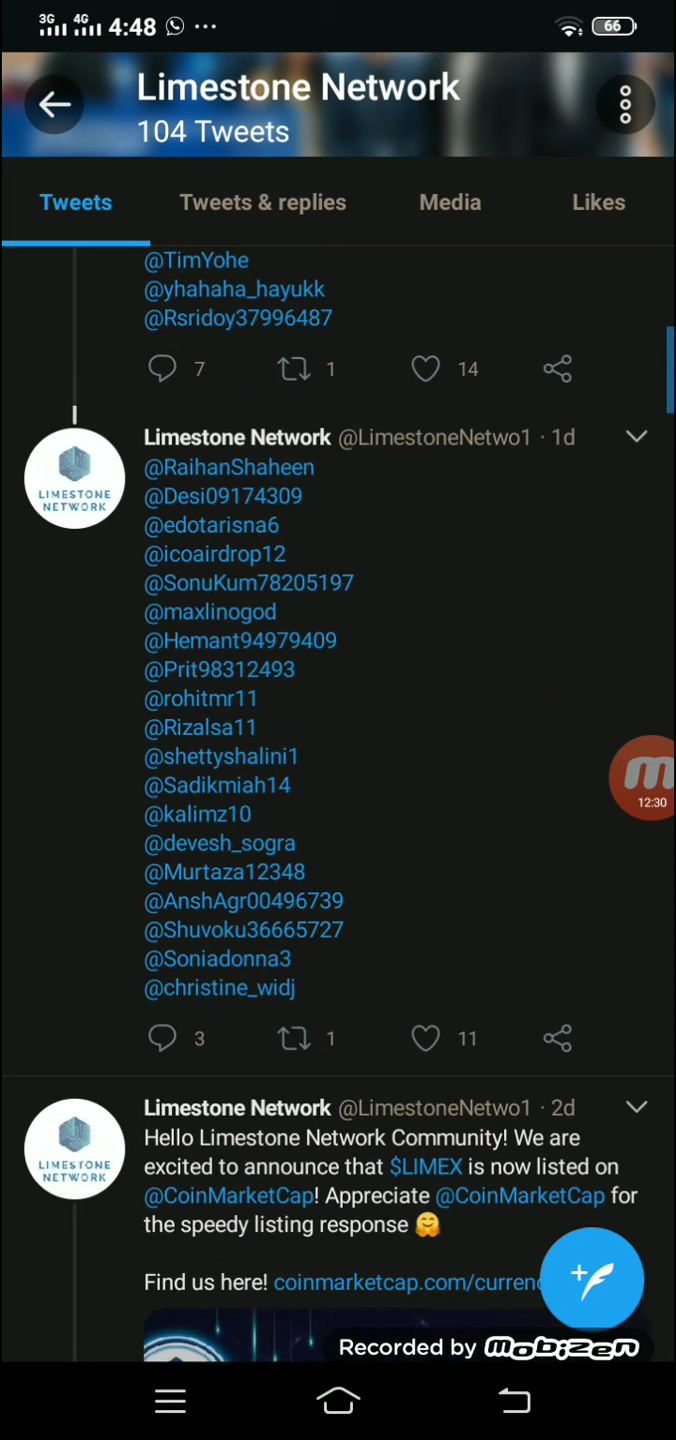 3G 4G 4:48 66
Limestone Network
104 Tweets
Tweets Tweets & replies Media Likes
@TimYohe
@yhahaha_hayukk
@Rsridoy37996487
7 1 14
Limestone Network @LimestoneNetwo1 · 1d
LIMESTONE
NETWORK
@RaihanShaheen
@Desi09174309
@edotarisna6
@icoairdrop12
@SonuKum78205197
@maxlinogod
@Hemant94979409
@Prit98312493
@rohitmr11
@Rizalsa11
@shettyshalini1
@Sadikmiah14
@kalimz10
@devesh_sogra
@Murtaza12348
@AnshAgr00496739
@Shuvoku36665727
@Soniadonna3
@christine_widj
12:30
3 1 11
Limestone Network @LimestoneNetwo1 · 2d
LIMESTONE
NETWORK
Hello Limestone Network Community! We are
excited to announce that $LIMEX is now listed on
@CoinMarketCap! Appreciate @CoinMarketCap for
the speedy listing response 🤗
Find us here! coinmarketcap.com/curren
Recorded by mobizen